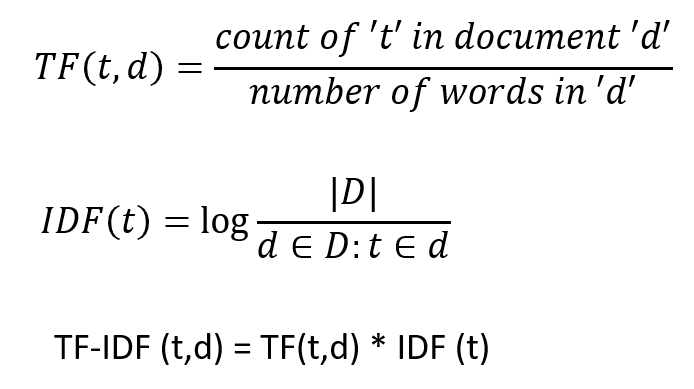 TF(t, d) = count of 't' in document 'd' / number of words in 'd'
IDF(t) = log |D| / d ∈ D: t ∈ d
TF-IDF (t,d) = TF(t,d) * IDF (t)